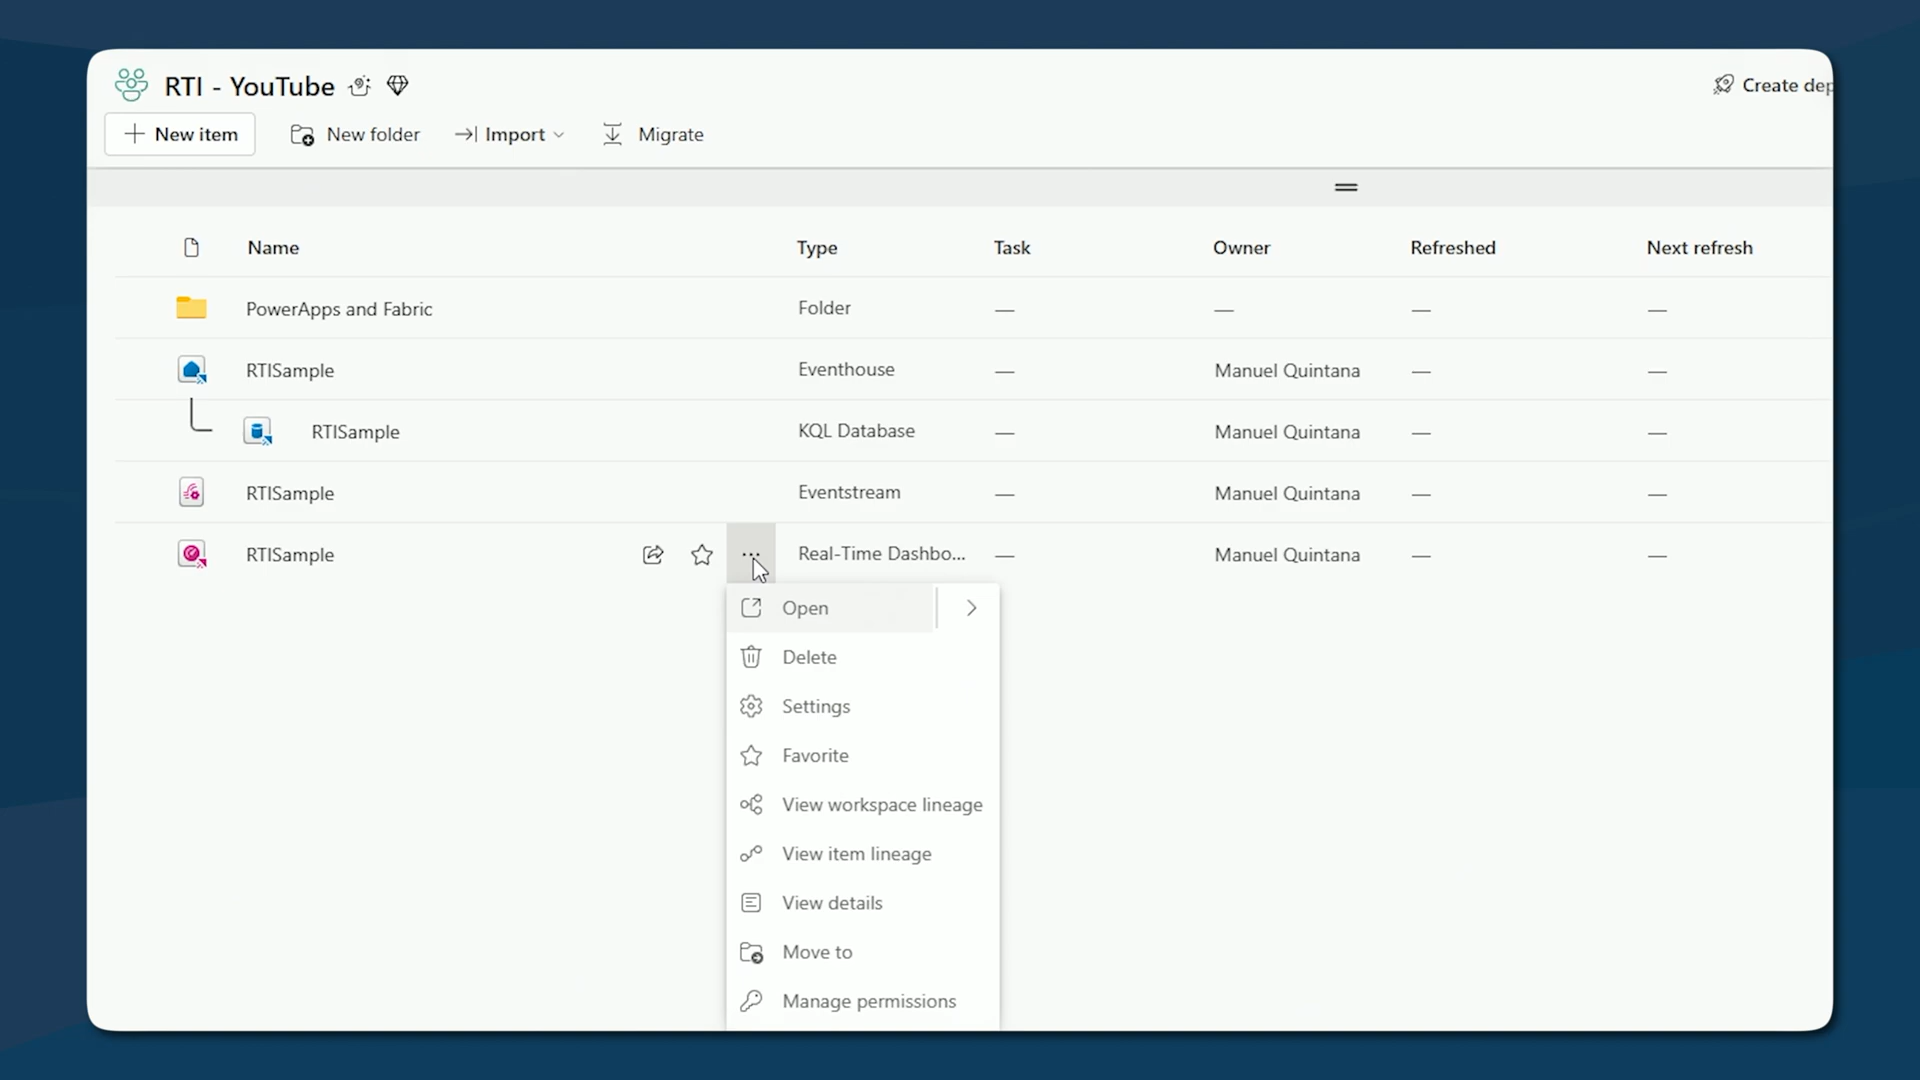 RTI - YouTube
Create dep
New item
New folder
Import
Migrate
Name Type Task Owner Refreshed Next refresh
PowerApps and Fabric Folder — — — —
RTISample Eventhouse — Manuel Quintana — —
RTISample KQL Database — Manuel Quintana — —
RTISample Eventstream — Manuel Quintana — —
RTISample ... Real-Time Dashbo... — Manuel Quintana — —
Open
Delete
Settings
Favorite
View workspace lineage
View item lineage
View details
Move to
Manage permissions